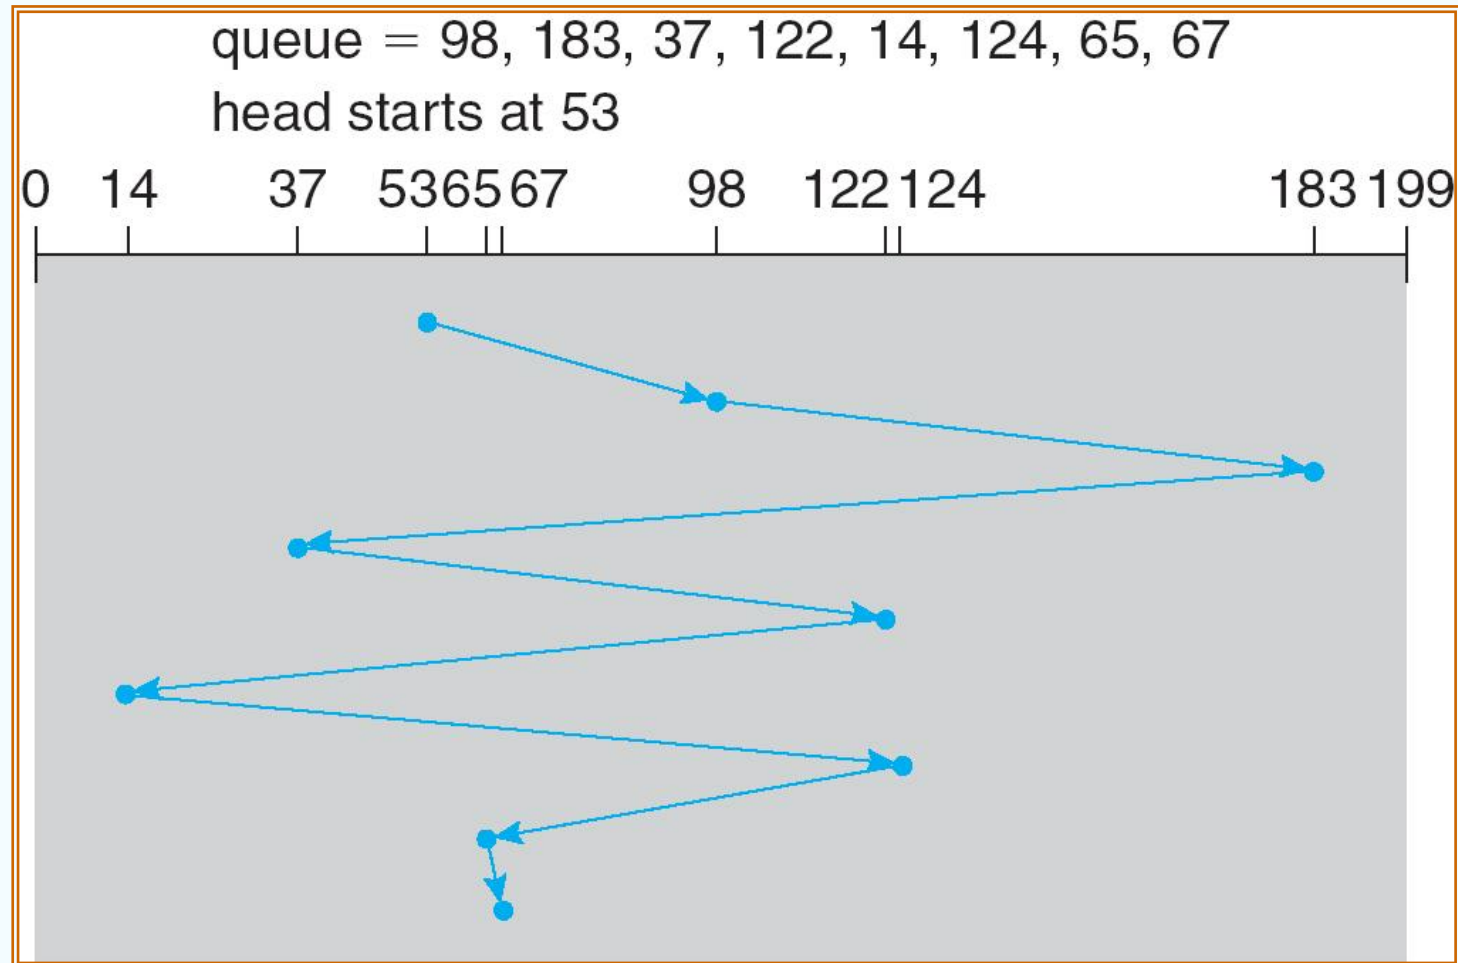 queue = 98, 183, 37, 122, 14, 124, 65, 67
head starts at 53
0 14 37 53 65 67 98 122 124 183 199